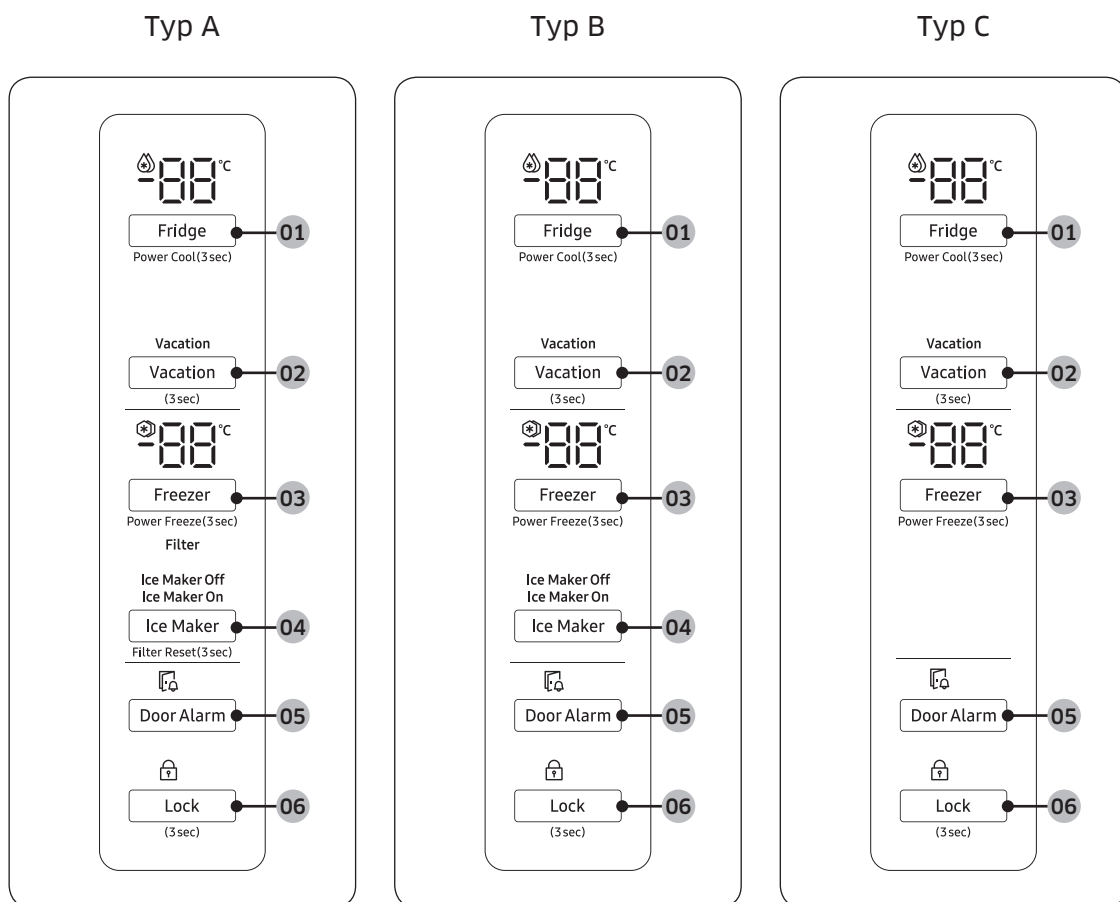 Typ A
Typ B
Typ C
88 °C
Fridge
01
Power Cool(3sec)
Vacation
Vacation
02
(3sec)
88 °C
Freezer
03
Power Freeze(3sec)
Filter
Ice Maker Off
Ice Maker On
Ice Maker
04
Filter Reset(3sec)
Door Alarm
05
Lock
06
(3sec)
88 °C
Fridge
01
Power Cool(3sec)
Vacation
Vacation
02
(3sec)
88 °C
Freezer
03
Power Freeze(3sec)
Ice Maker Off
Ice Maker On
Ice Maker
04
Door Alarm
05
Lock
06
(3sec)
88 °C
Fridge
01
Power Cool(3sec)
Vacation
Vacation
02
(3sec)
88 °C
Freezer
03
Power Freeze(3sec)
Door Alarm
05
Lock
06
(3sec)